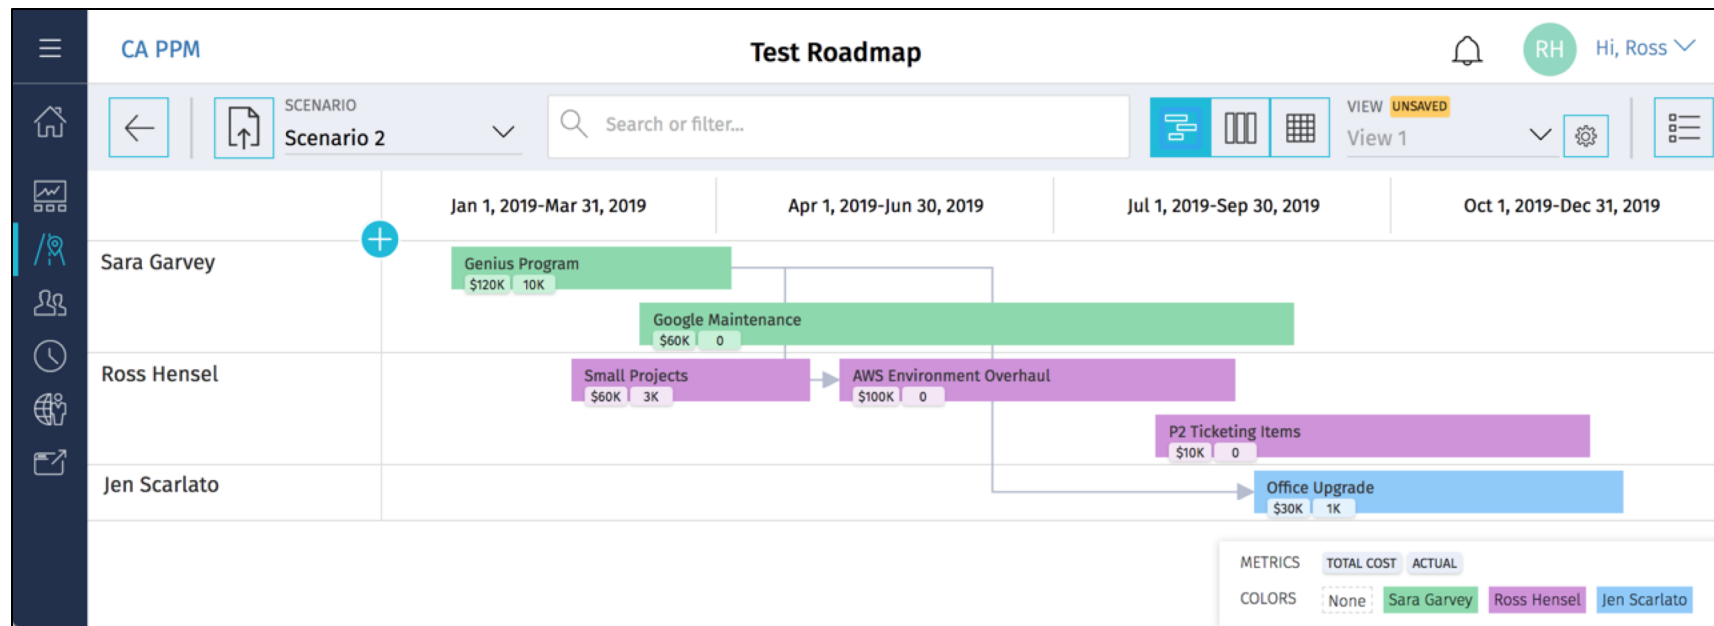 CA PPM
Test Roadmap
RH
Hi, Ross
SCENARIO
Scenario 2
Search or filter...
VIEW UNSAVED
View 1
Jan 1, 2019-Mar 31, 2019
Apr 1, 2019-Jun 30, 2019
Jul 1, 2019-Sep 30, 2019
Oct 1, 2019-Dec 31, 2019
Sara Garvey
Genius Program
$120K 10K
Google Maintenance
$60K 0
Ross Hensel
Small Projects
$60K 3K
AWS Environment Overhaul
$100K 0
P2 Ticketing Items
$10K 0
Jen Scarlato
Office Upgrade
$30K 1K
METRICS TOTAL COST ACTUAL
COLORS None Sara Garvey Ross Hensel Jen Scarlato